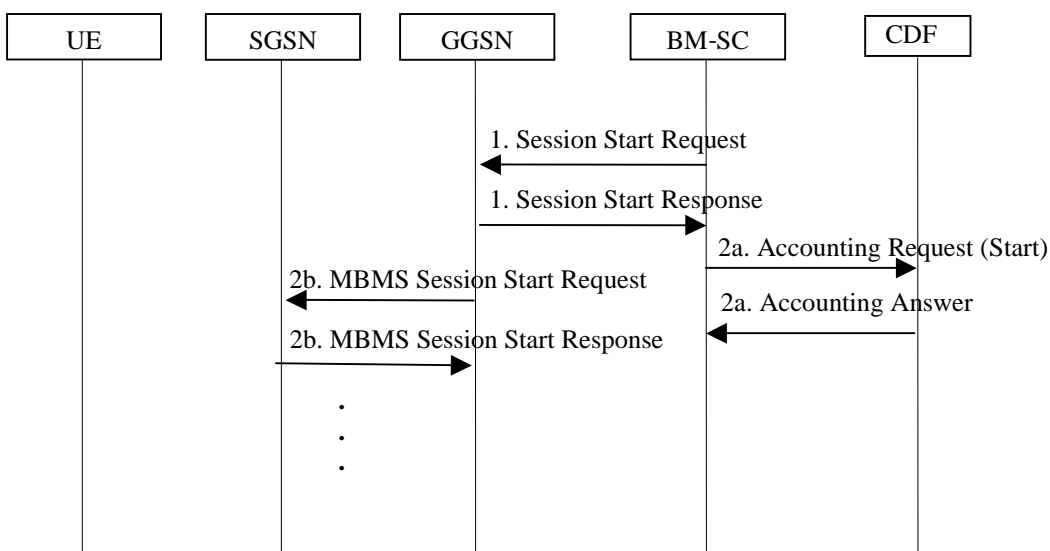 UE
SGSN
GGSN
BM-SC
CDF
1. Session Start Request
1. Session Start Response
2a. Accounting Request (Start)
2b. MBMS Session Start Request
2a. Accounting Answer
2b. MBMS Session Start Response